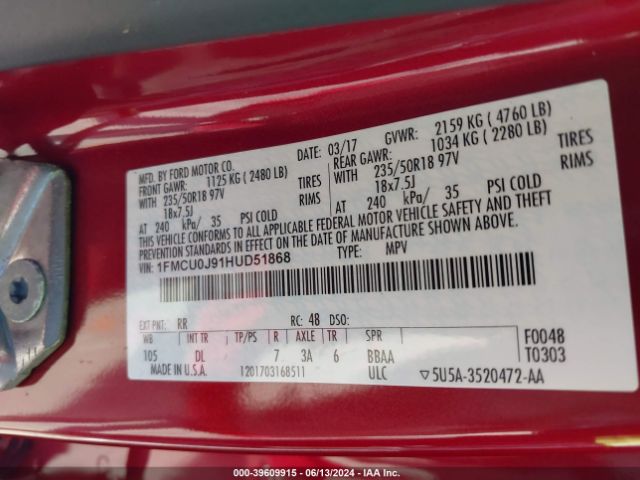 MFD. BY FORD MOTOR CO.
DATE: 03/17 GVWR: 2159 KG ( 4760 LB)
FRONT GAWR: 1125 KG ( 2480 LB) REAR GAWR: 1034 KG ( 2280 LB)
WITH 235/50R18 97V TIRES WITH 235/50R18 97V TIRES
18x7.5J RIMS 18x7.5J RIMS
AT 240 kPa/ 35 PSI COLD AT 240 kPa/ 35 PSI COLD
THIS VEHICLE CONFORMS TO ALL APPLICABLE FEDERAL MOTOR VEHICLE SAFETY AND THEFT
PREVENTION STANDARDS IN EFFECT ON THE DATE OF MANUFACTURE SHOWN ABOVE.
VIN: 1FMCU0J91HUD51868 TYPE: MPV
EXT PNT: RR RC: 48 DSO:
WB INT TR TP/PS R AXLE TR SPR F0048
105 DL 7 3A 6 BBAA T0303
MADE IN U.S.A. 1201703168511 ULC ▽5U5A-3520472-AA
© (39-39609915 - 06/13/2024 - IAA Inc.